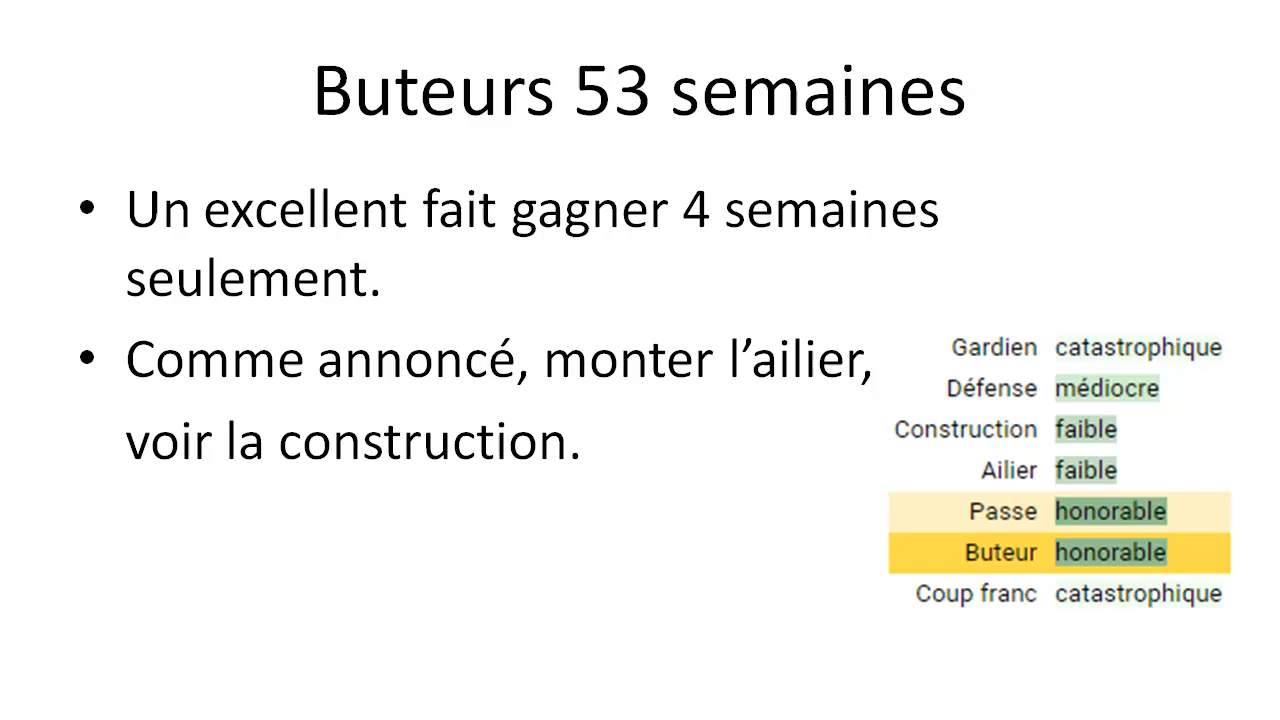 Buteurs 53 semaines
• Un excellent fait gagner 4 semaines
seulement.
• Comme annoncé, monter l’ailier,
voir la construction.
Gardien catastrophique
Défense médiocre
Construction faible
Ailier faible
Passe honorable
Buteur honorable
Coup franc catastrophique